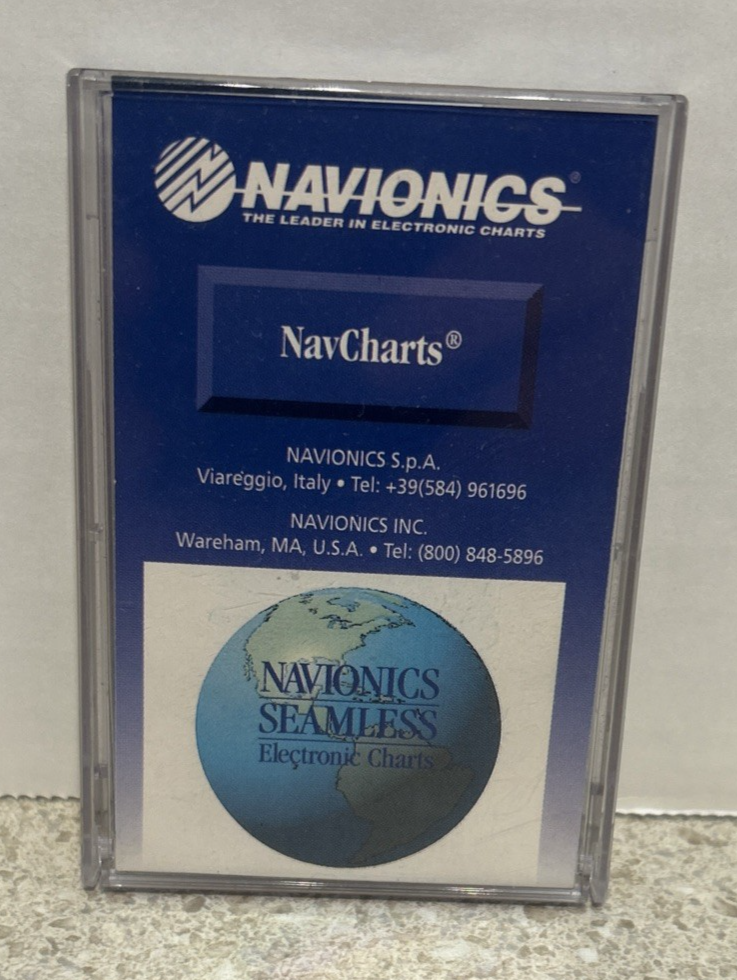 NAVIONICS®
THE LEADER IN ELECTRONIC CHARTS
NavCharts®
NAVIONICS S.p.A.
Viareggio, Italy • Tel: +39(584) 961696
NAVIONICS INC.
Wareham, MA, U.S.A. • Tel: (800) 848-5896
NAVIONICS
SEAMLESS
Electronic Charts